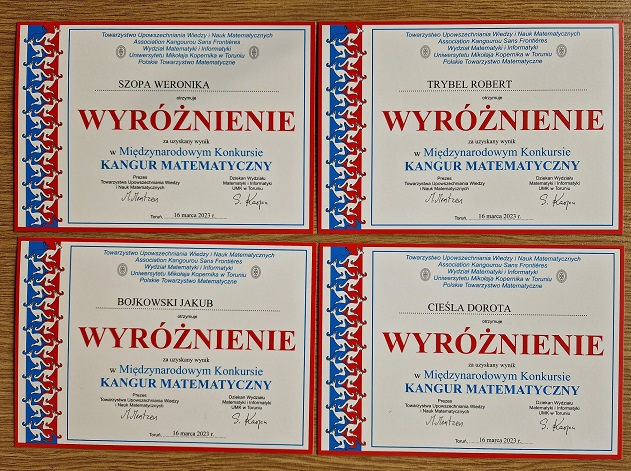 Towarzystwo Upowszechniania Wiedzy i Nauk Matematycznych
Association Kangourou Sans Frontières
Wydział Matematyki i Informatyki
Uniwersytetu Mikołaja Kopernika w Toruniu
Polskie Towarzystwo Matematyczne
SZOPA WERONIKA
otrzymuje
WYRÓŻNIENIE
za uzyskany wynik
w Międzynarodowym Konkursie
KANGUR MATEMATYCZNY
Prezes
Towarzystwa Upowszechniania Wiedzy
i Nauk Matematycznych
Dziekan Wydziału
Matematyki i Informatyki
UMK w Toruniu
Toruń, 16 marca 2023 r.
Towarzystwo Upowszechniania Wiedzy i Nauk Matematycznych
Association Kangourou Sans Frontières
Wydział Matematyki i Informatyki
Uniwersytetu Mikołaja Kopernika w Toruniu
Polskie Towarzystwo Matematyczne
TRYBEL ROBERT
otrzymuje
WYRÓŻNIENIE
za uzyskany wynik
w Międzynarodowym Konkursie
KANGUR MATEMATYCZNY
Prezes
Towarzystwa Upowszechniania Wiedzy
i Nauk Matematycznych
Dziekan Wydziału
Matematyki i Informatyki
UMK w Toruniu
Toruń, 16 marca 2023 r.
Towarzystwo Upowszechniania Wiedzy i Nauk Matematycznych
Association Kangourou Sans Frontières
Wydział Matematyki i Informatyki
Uniwersytetu Mikołaja Kopernika w Toruniu
Polskie Towarzystwo Matematyczne
BOJKOWSKI JAKUB
otrzymuje
WYRÓŻNIENIE
za uzyskany wynik
w Międzynarodowym Konkursie
KANGUR MATEMATYCZNY
Prezes
Towarzystwa Upowszechniania Wiedzy
i Nauk Matematycznych
Dziekan Wydziału
Matematyki i Informatyki
UMK w Toruniu
Toruń, 16 marca 2023 r.
Towarzystwo Upowszechniania Wiedzy i Nauk Matematycznych
Association Kangourou Sans Frontières
Wydział Matematyki i Informatyki
Uniwersytetu Mikołaja Kopernika w Toruniu
Polskie Towarzystwo Matematyczne
CIEŚLA DOROTA
otrzymuje
WYRÓŻNIENIE
za uzyskany wynik
w Międzynarodowym Konkursie
KANGUR MATEMATYCZNY
Prezes
Towarzystwa Upowszechniania Wiedzy
i Nauk Matematycznych
Dziekan Wydziału
Matematyki i Informatyki
UMK w Toruniu
Toruń, 16 marca 2023 r.